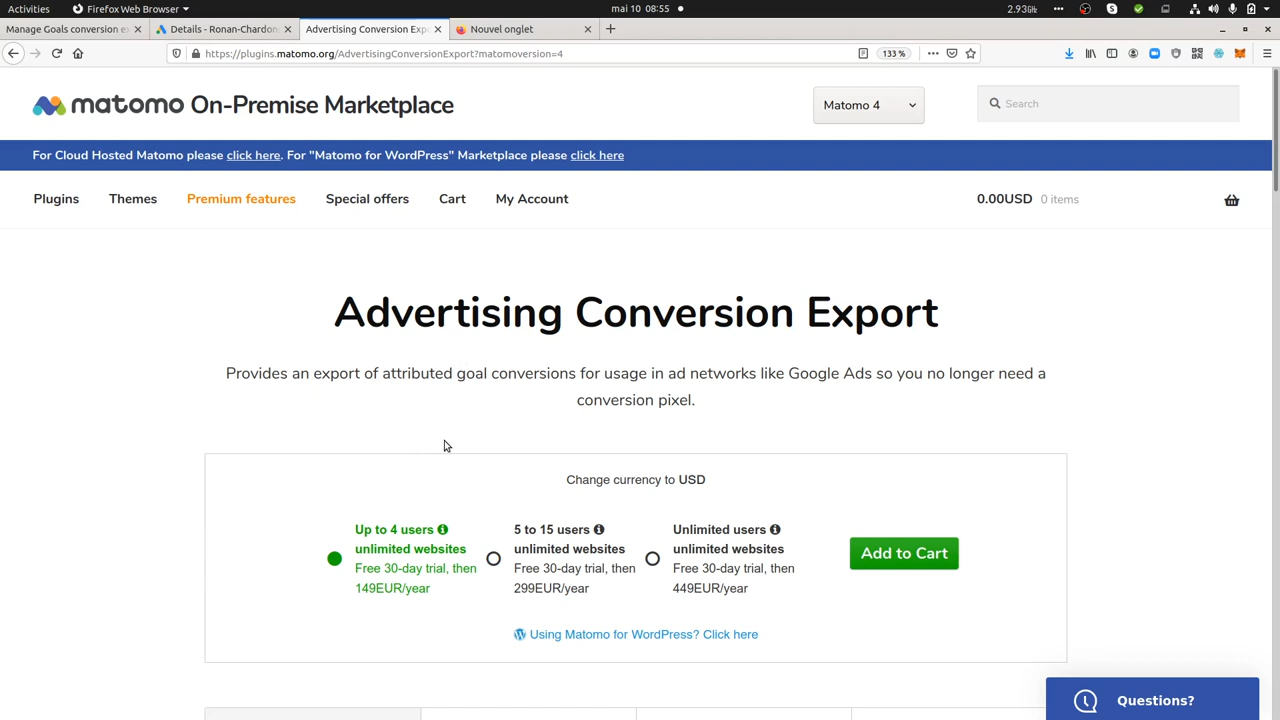 Activities
Firefox Web Browser
mai 10 08:55
2.93 GiB
Manage Goals conversion ex
Details - Ronan-Chardon
Advertising Conversion Exp
Nouvel onglet
https://plugins.matomo.org/AdvertisingConversionExport?matomoversion=4
133 %
matomo On-Premise Marketplace
Matomo 4
Search
For Cloud Hosted Matomo please click here. For "Matomo for WordPress" Marketplace please click here
Plugins
Themes
Premium features
Special offers
Cart
My Account
0.00USD 0 items
Advertising Conversion Export
Provides an export of attributed goal conversions for usage in ad networks like Google Ads so you no longer need a
conversion pixel.
Change currency to USD
Up to 4 users
unlimited websites
Free 30-day trial, then
149EUR/year
5 to 15 users
unlimited websites
Free 30-day trial, then
299EUR/year
Unlimited users
unlimited websites
Free 30-day trial, then
449EUR/year
Add to Cart
Using Matomo for WordPress? Click here
Questions?